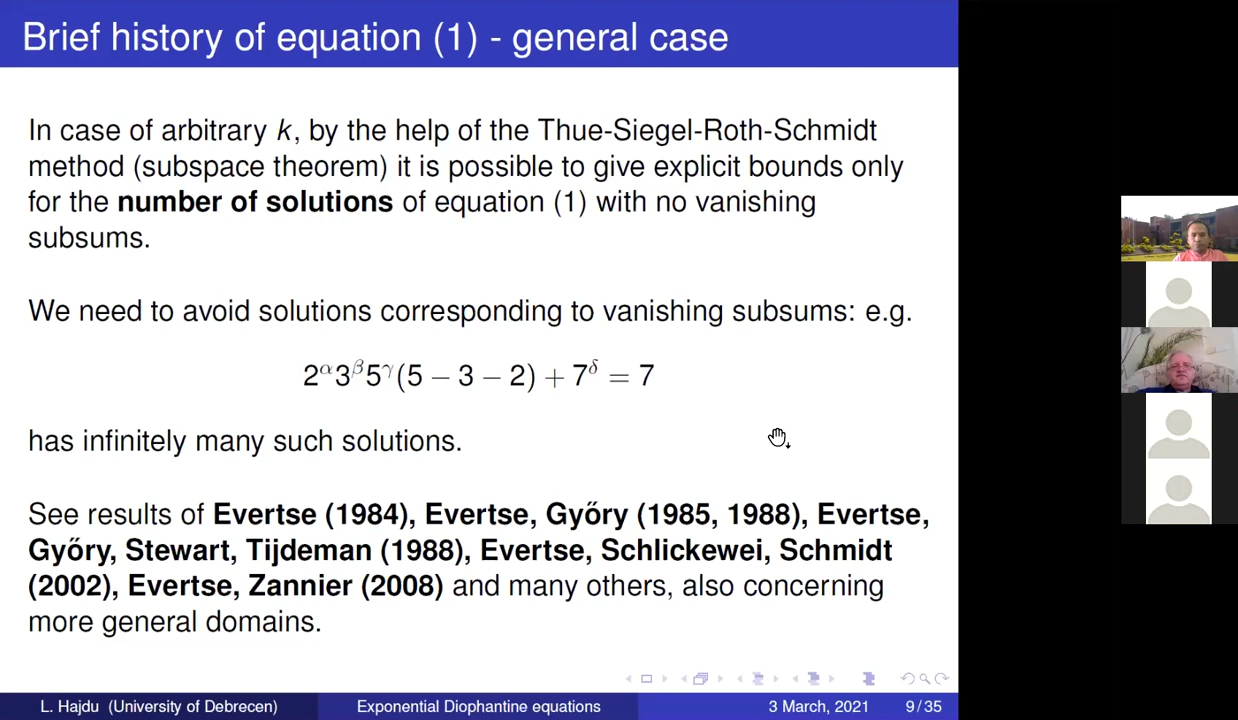 Brief history of equation (1) - general case
In case of arbitrary k, by the help of the Thue-Siegel-Roth-Schmidt
method (subspace theorem) it is possible to give explicit bounds only
for the number of solutions of equation (1) with no vanishing
subsums.
We need to avoid solutions corresponding to vanishing subsums: e.g.
2^α3^β5^γ(5 − 3 − 2) + 7^δ = 7
has infinitely many such solutions.
See results of Evertse (1984), Evertse, Győry (1985, 1988), Evertse,
Győry, Stewart, Tijdeman (1988), Evertse, Schlickewei, Schmidt
(2002), Evertse, Zannier (2008) and many others, also concerning
more general domains.
L. Hajdu (University of Debrecen) Exponential Diophantine equations 3 March, 2021 9/35